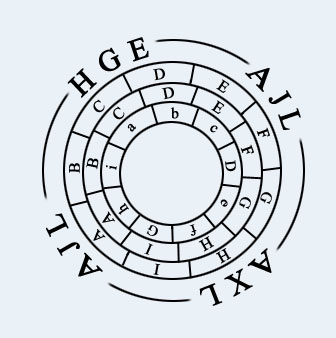 HGE
AJL
AXL
AJL
D E F G H I A B C
D E F G H I A B C
b c D e f G h i a